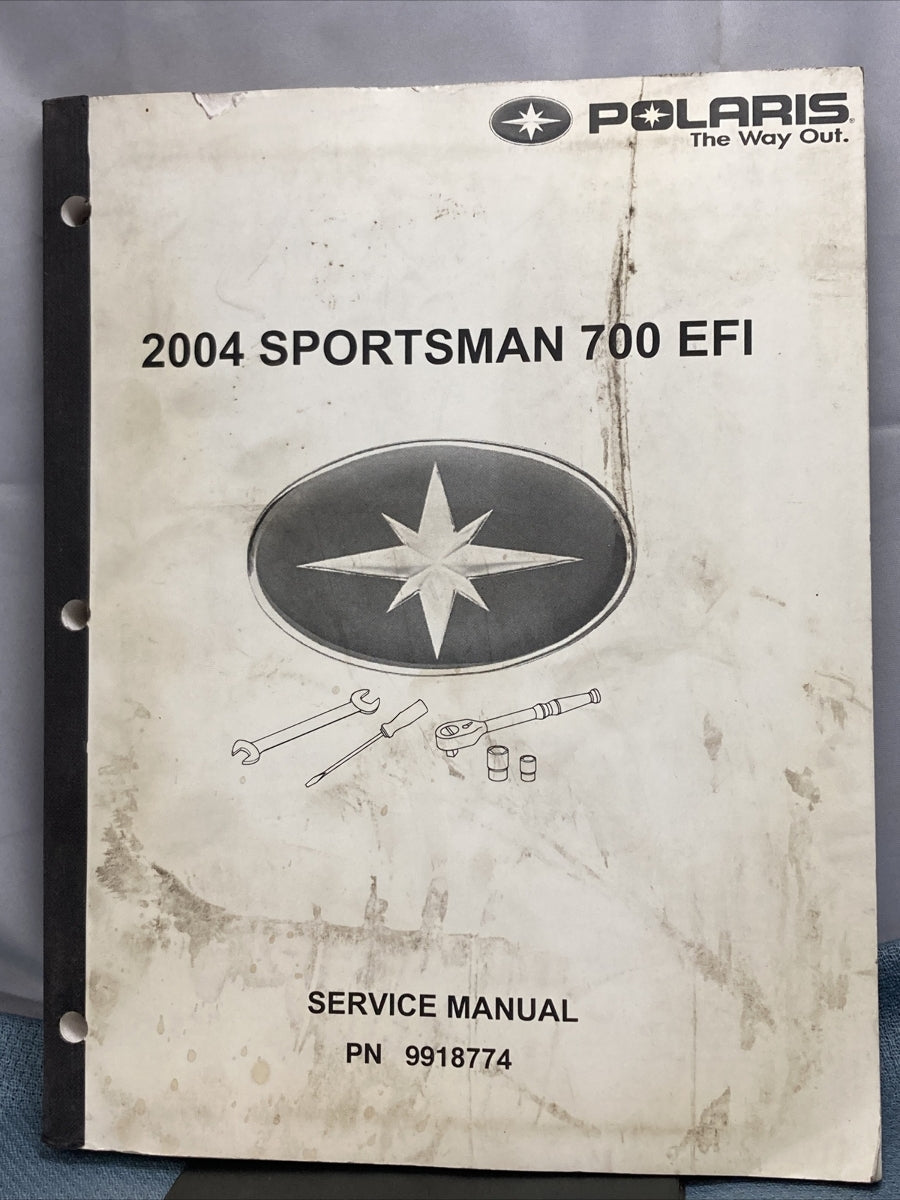 POLARIS®
The Way Out.
2004 SPORTSMAN 700 EFI
SERVICE MANUAL
PN 9918774